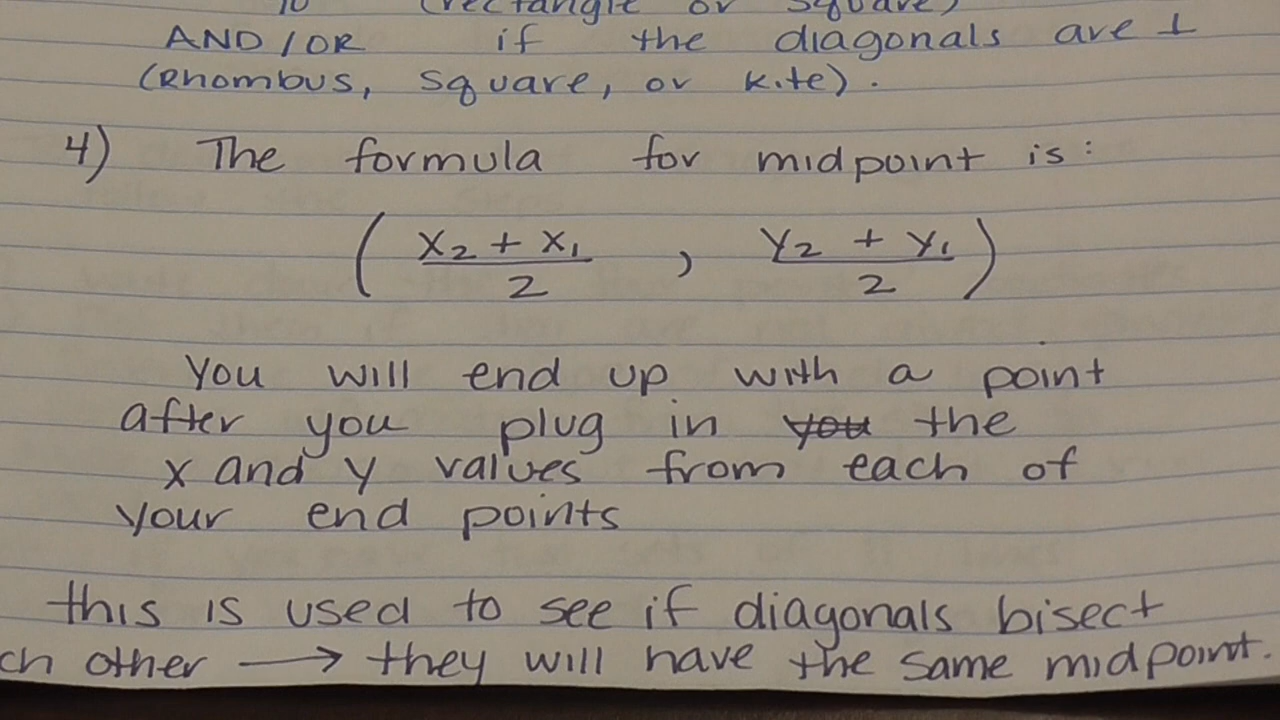 (rectangle or square)
AND/OR if the diagonals are ⊥
(Rhombus, square, or kite).
4) The formula for midpoint is:
( x₂ + x₁ / 2 , y₂ + y₁ / 2 )
You will end up with a point
after you plug in you the
x and y values from each of
your end points
this is used to see if diagonals bisect
ch other → they will have the same midpoint.